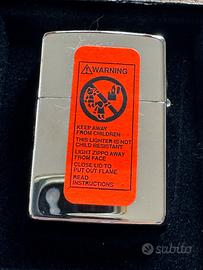 WARNING
KEEP AWAY
FROM CHILDREN
THIS LIGHTER IS NOT
CHILD RESISTANT
LIGHT ZIPPO AWAY
FROM FACE
CLOSE LID TO
PUT OUT FLAME
READ
INSTRUCTIONS
subito